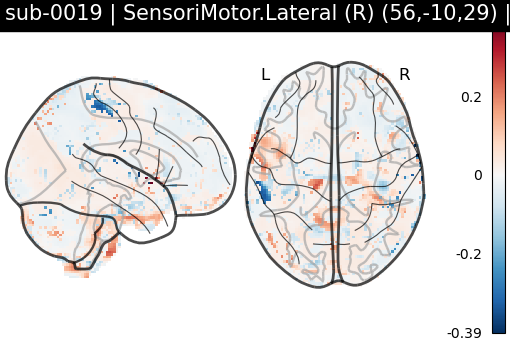 sub-0019 | SensoriMotor.Lateral (R) (56,-10,29) |
L
R
0.2
0
-0.2
-0.39